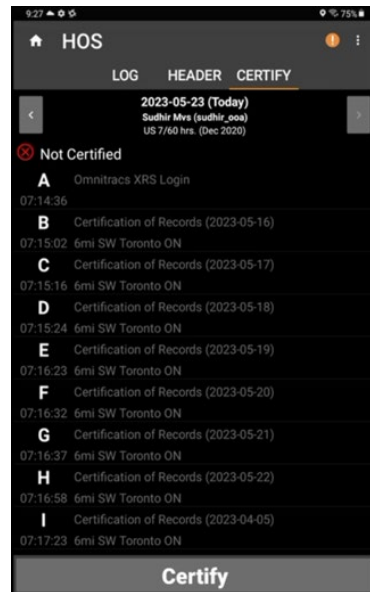 9:27 75%
HOS
LOG HEADER CERTIFY
2023-05-23 (Today)
Sudhir Mvs (sudhir_ooa)
US 7/60 hrs. (Dec 2020)
Not Certified
A Omnitracs XRS Login
07:14:36
B Certification of Records (2023-05-16)
07:15:02 6mi SW Toronto ON
C Certification of Records (2023-05-17)
07:15:16 6mi SW Toronto ON
D Certification of Records (2023-05-18)
07:15:24 6mi SW Toronto ON
E Certification of Records (2023-05-19)
07:16:23 6mi SW Toronto ON
F Certification of Records (2023-05-20)
07:16:32 6mi SW Toronto ON
G Certification of Records (2023-05-21)
07:16:37 6mi SW Toronto ON
H Certification of Records (2023-05-22)
07:16:58 6mi SW Toronto ON
I Certification of Records (2023-04-05)
07:17:23 6mi SW Toronto ON
Certify